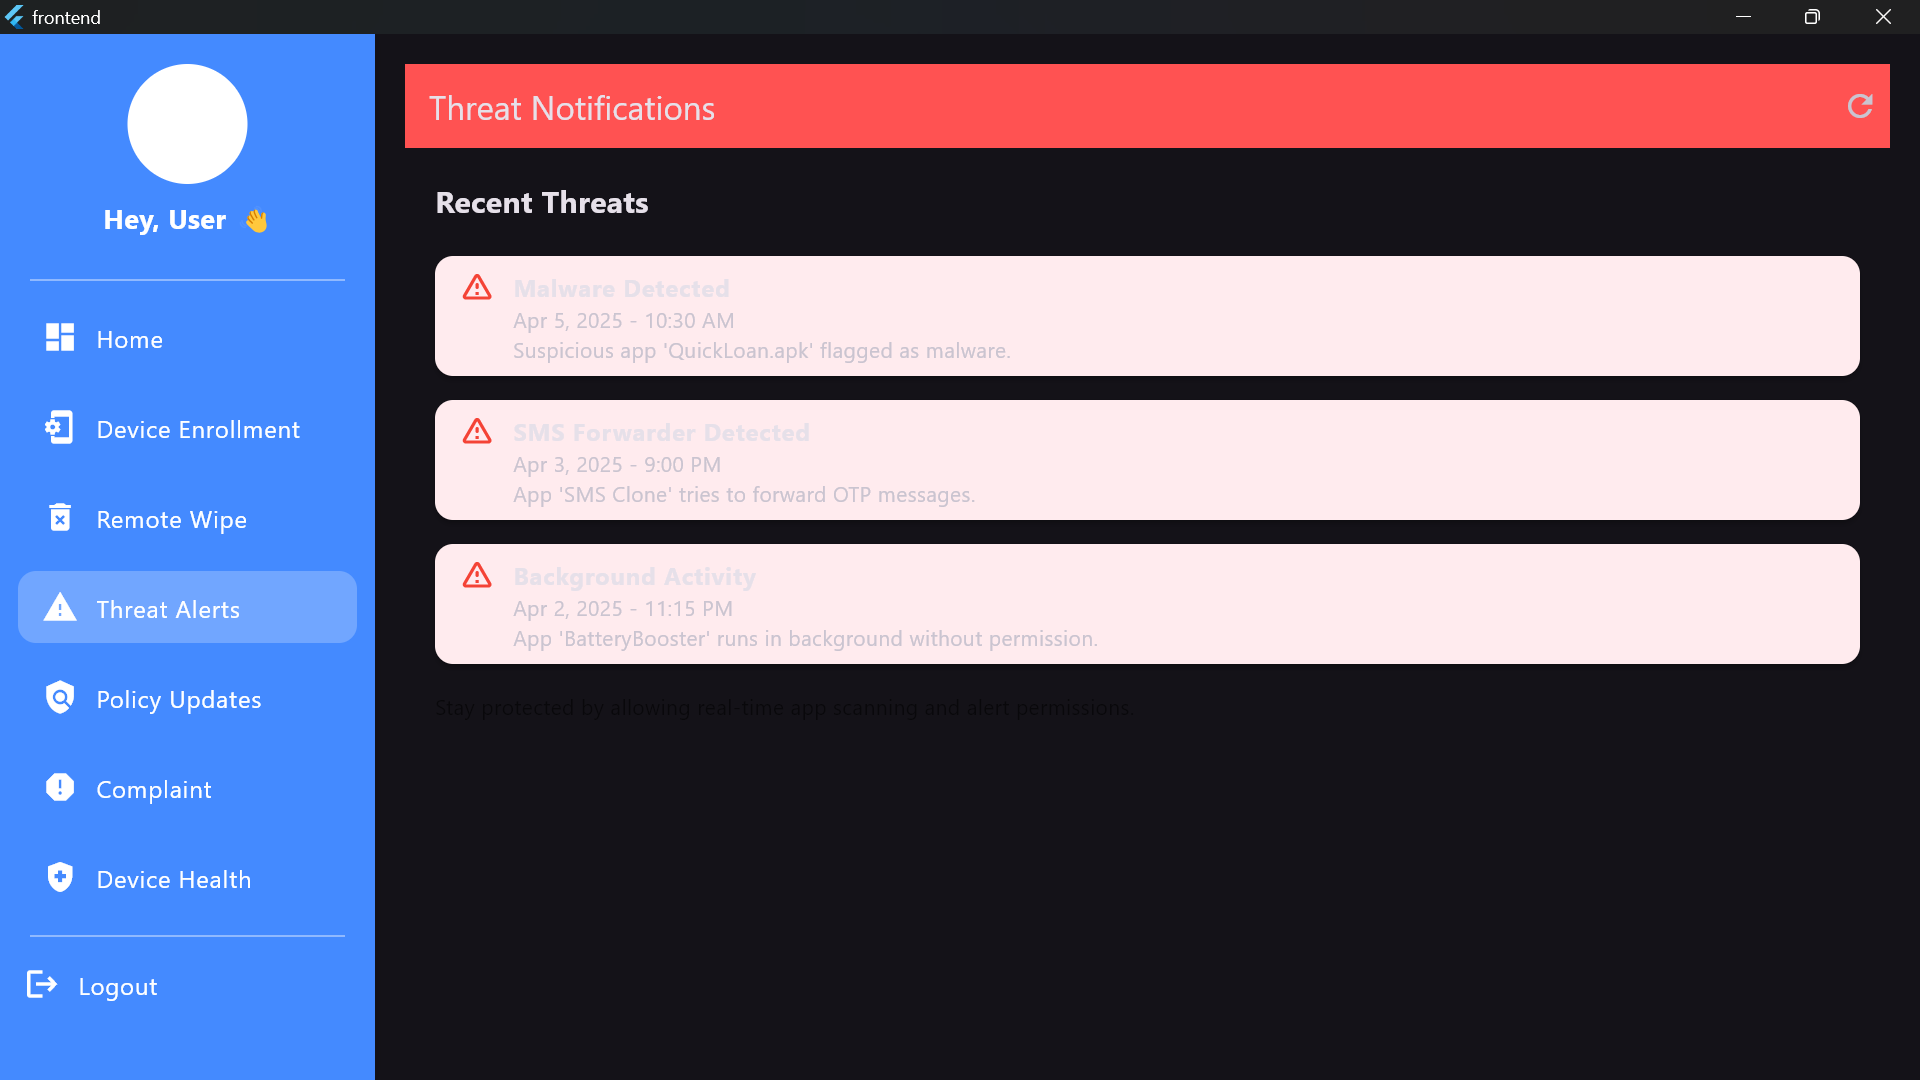 frontend
Hey, User 👋
Home
Device Enrollment
Remote Wipe
Threat Alerts
Policy Updates
Complaint
Device Health
Logout
Threat Notifications
Recent Threats
Malware Detected
Apr 5, 2025 - 10:30 AM
Suspicious app 'QuickLoan.apk' flagged as malware.
SMS Forwarder Detected
Apr 3, 2025 - 9:00 PM
App 'SMS Clone' tries to forward OTP messages.
Background Activity
Apr 2, 2025 - 11:15 PM
App 'BatteryBooster' runs in background without permission.
Stay protected by allowing real-time app scanning and alert permissions.